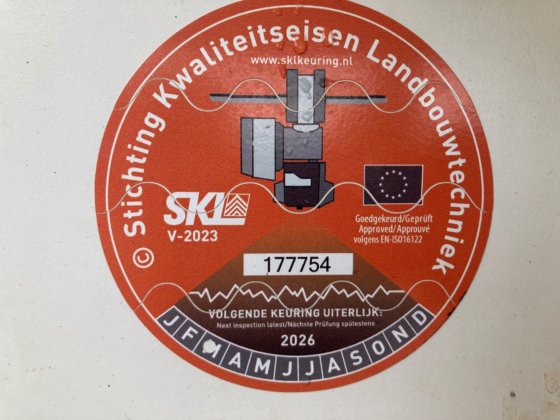 © Stichting Kwaliteitseisen Landbouwtechniek
www.sklkeuring.nl
SKL
V-2023
Goedgekeurd/Geprüft
Approved/Approuvé
volgens EN-ISO16122
177754
VOLGENDE KEURING UITERLIJK:
Next inspection latest/Nächste Prüfung spätestens
2026
J F M A M J J A S O N D